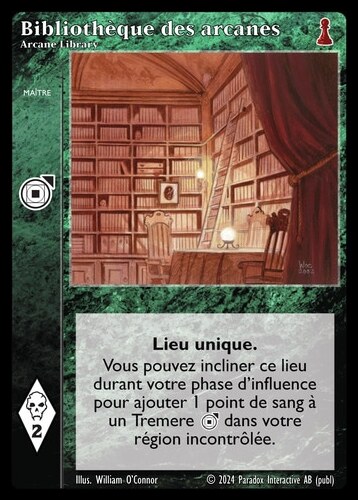 Bibliothèque des arcanes
Arcane Library
MAÎTRE
Lieu unique.
Vous pouvez incliner ce lieu
durant votre phase d'influence
pour ajouter 1 point de sang à
un Tremere dans votre
région incontrôlée.
2
Illus. William O'Connor
© 2024 Paradox Interactive AB (publ)